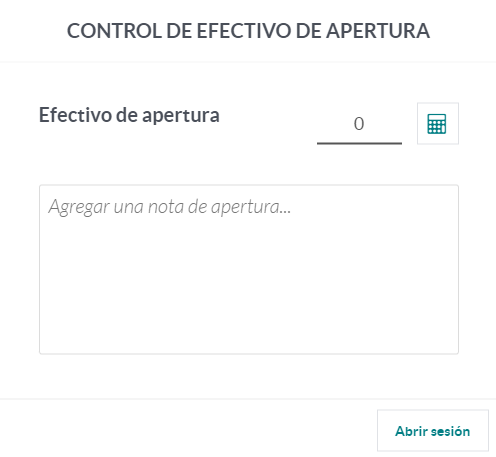 CONTROL DE EFECTIVO DE APERTURA
Efectivo de apertura
0
Agregar una nota de apertura...
Abrir sesión